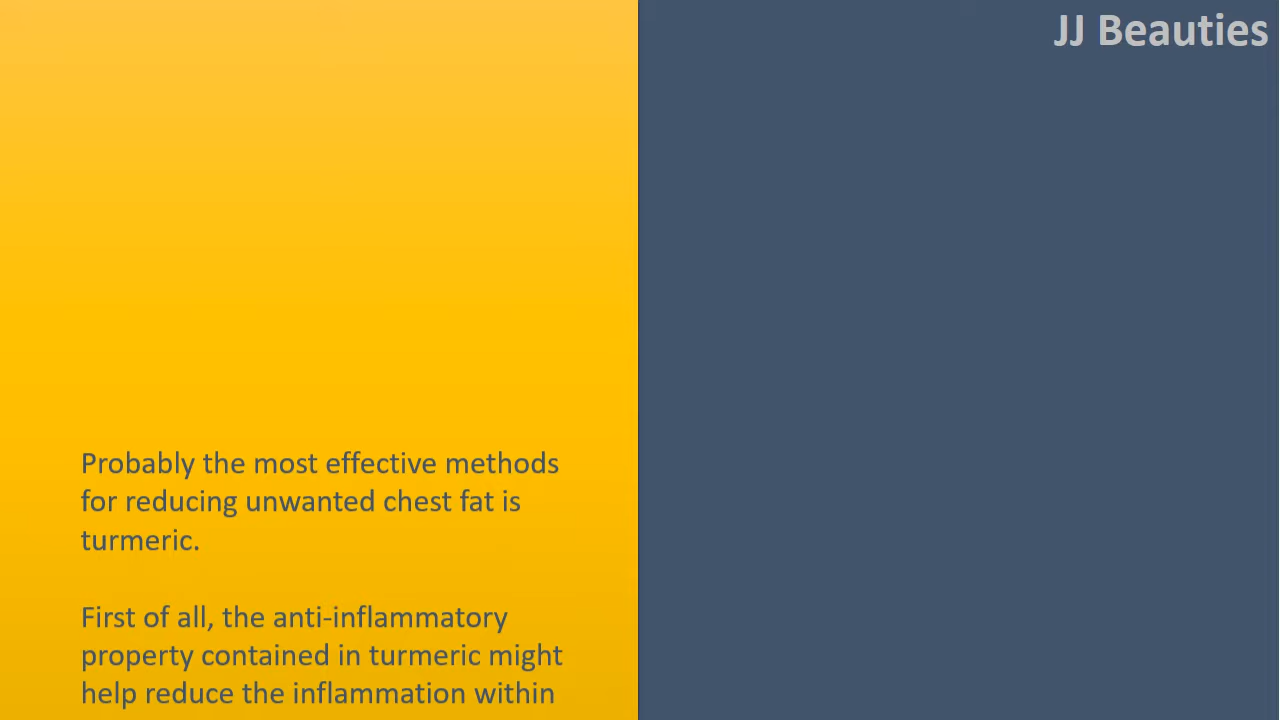 JJ Beauties
Probably the most effective methods
for reducing unwanted chest fat is
turmeric.
First of all, the anti-inflammatory
property contained in turmeric might
help reduce the inflammation within